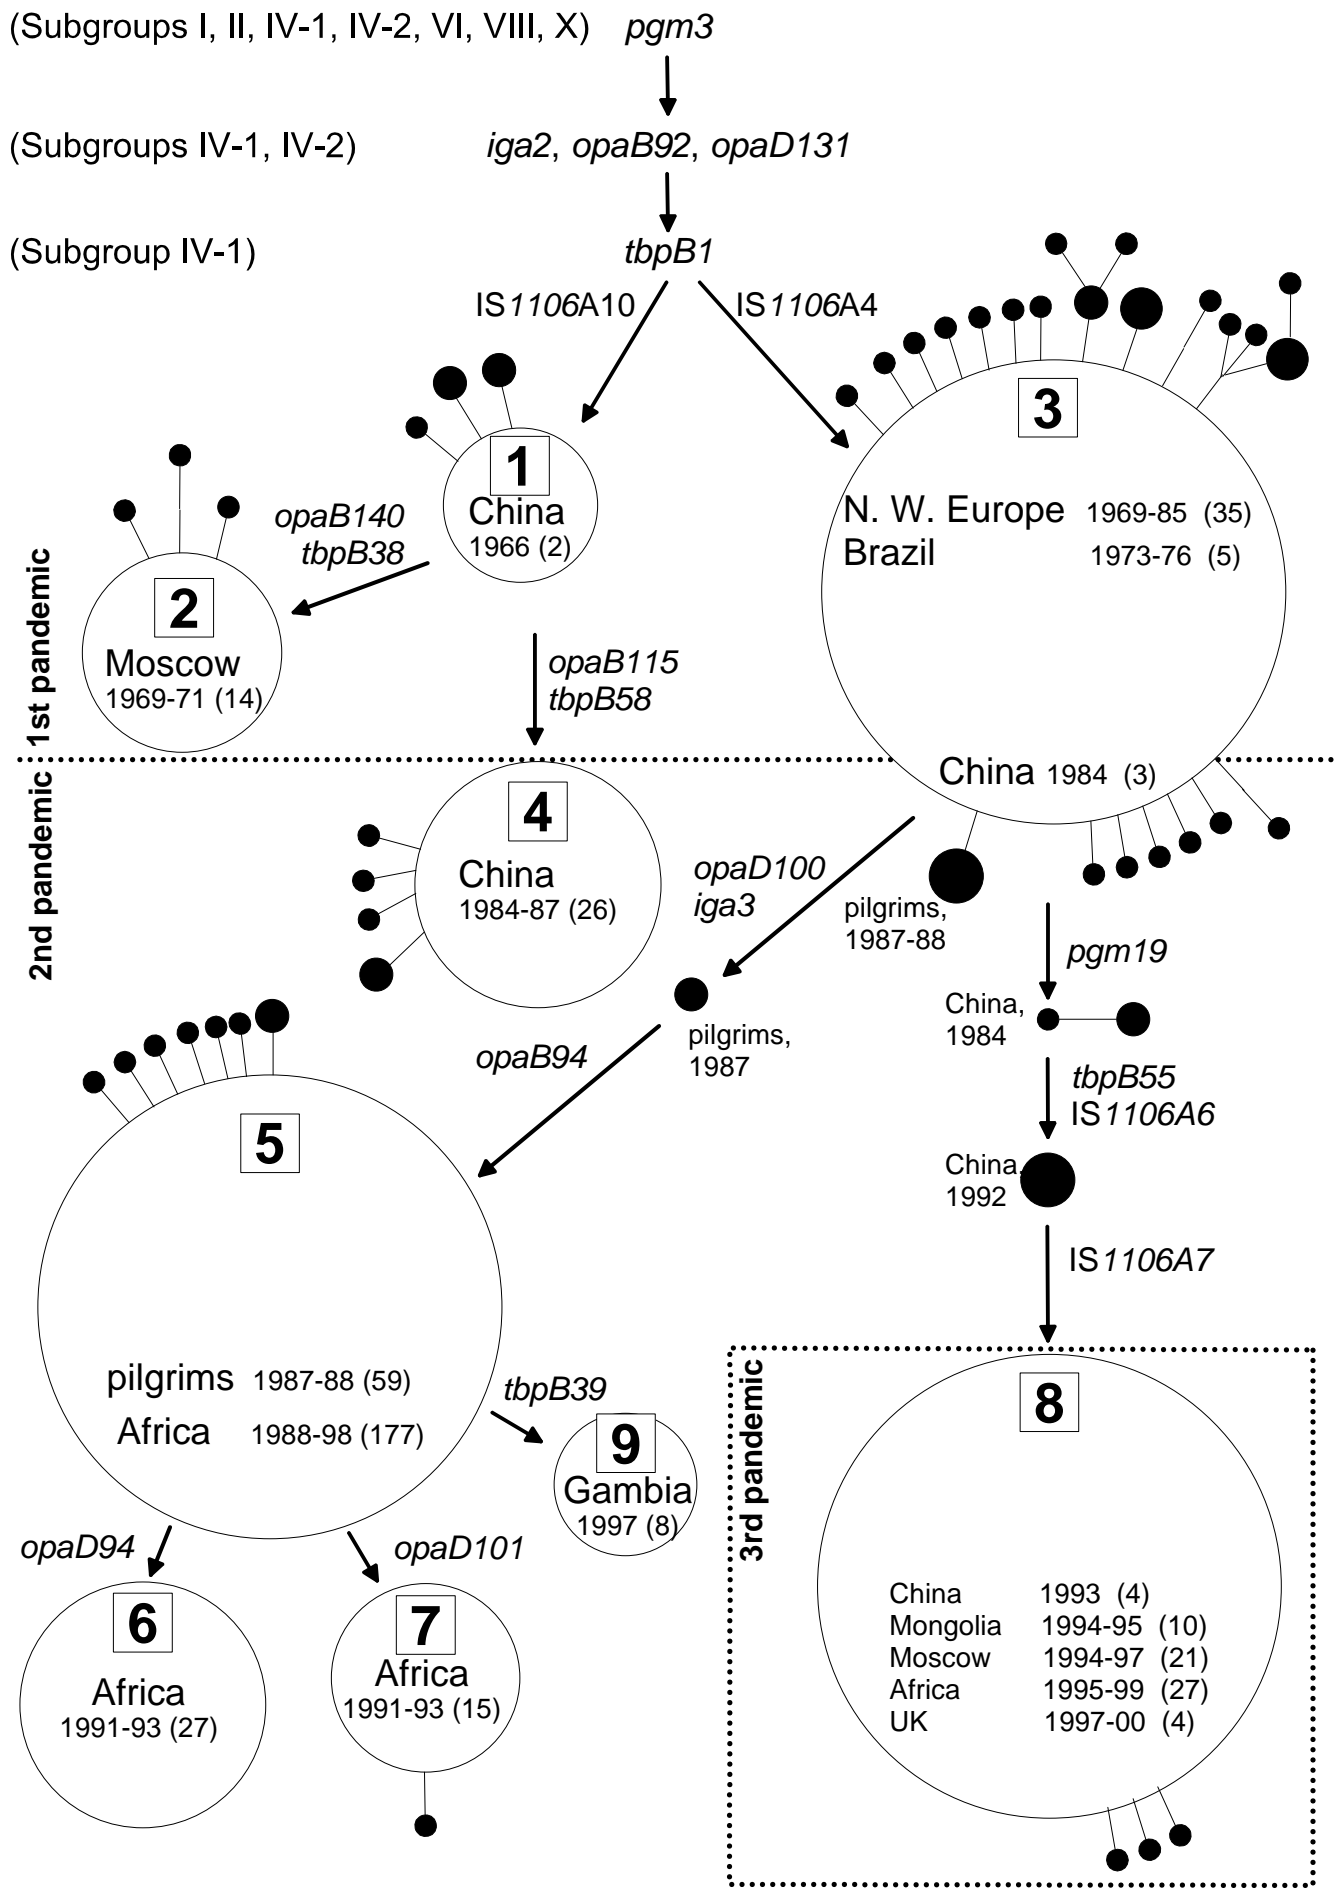 (Subgroups I, II, IV-1, IV-2, VI, VIII, X) pgm3
(Subgroups IV-1, IV-2) iga2, opaB92, opaD131
(Subgroup IV-1) tbpB1
IS1106A10
IS1106A4
1
China
1966 (2)
opaB140
tbpB38
2
Moscow
1969-71 (14)
1st pandemic
3
N. W. Europe 1969-85 (35)
Brazil 1973-76 (5)
China 1984 (3)
opaB115
tbpB58
2nd pandemic
4
China
1984-87 (26)
opaD100
iga3
pilgrims,
1987-88
pilgrims,
1987
opaB94
pgm19
China,
1984
tbpB55
IS1106A6
China,
1992
IS1106A7
5
pilgrims 1987-88 (59)
Africa 1988-98 (177)
tbpB39
9
Gambia
1997 (8)
opaD94
6
Africa
1991-93 (27)
opaD101
7
Africa
1991-93 (15)
3rd pandemic
8
China 1993 (4)
Mongolia 1994-95 (10)
Moscow 1994-97 (21)
Africa 1995-99 (27)
UK 1997-00 (4)